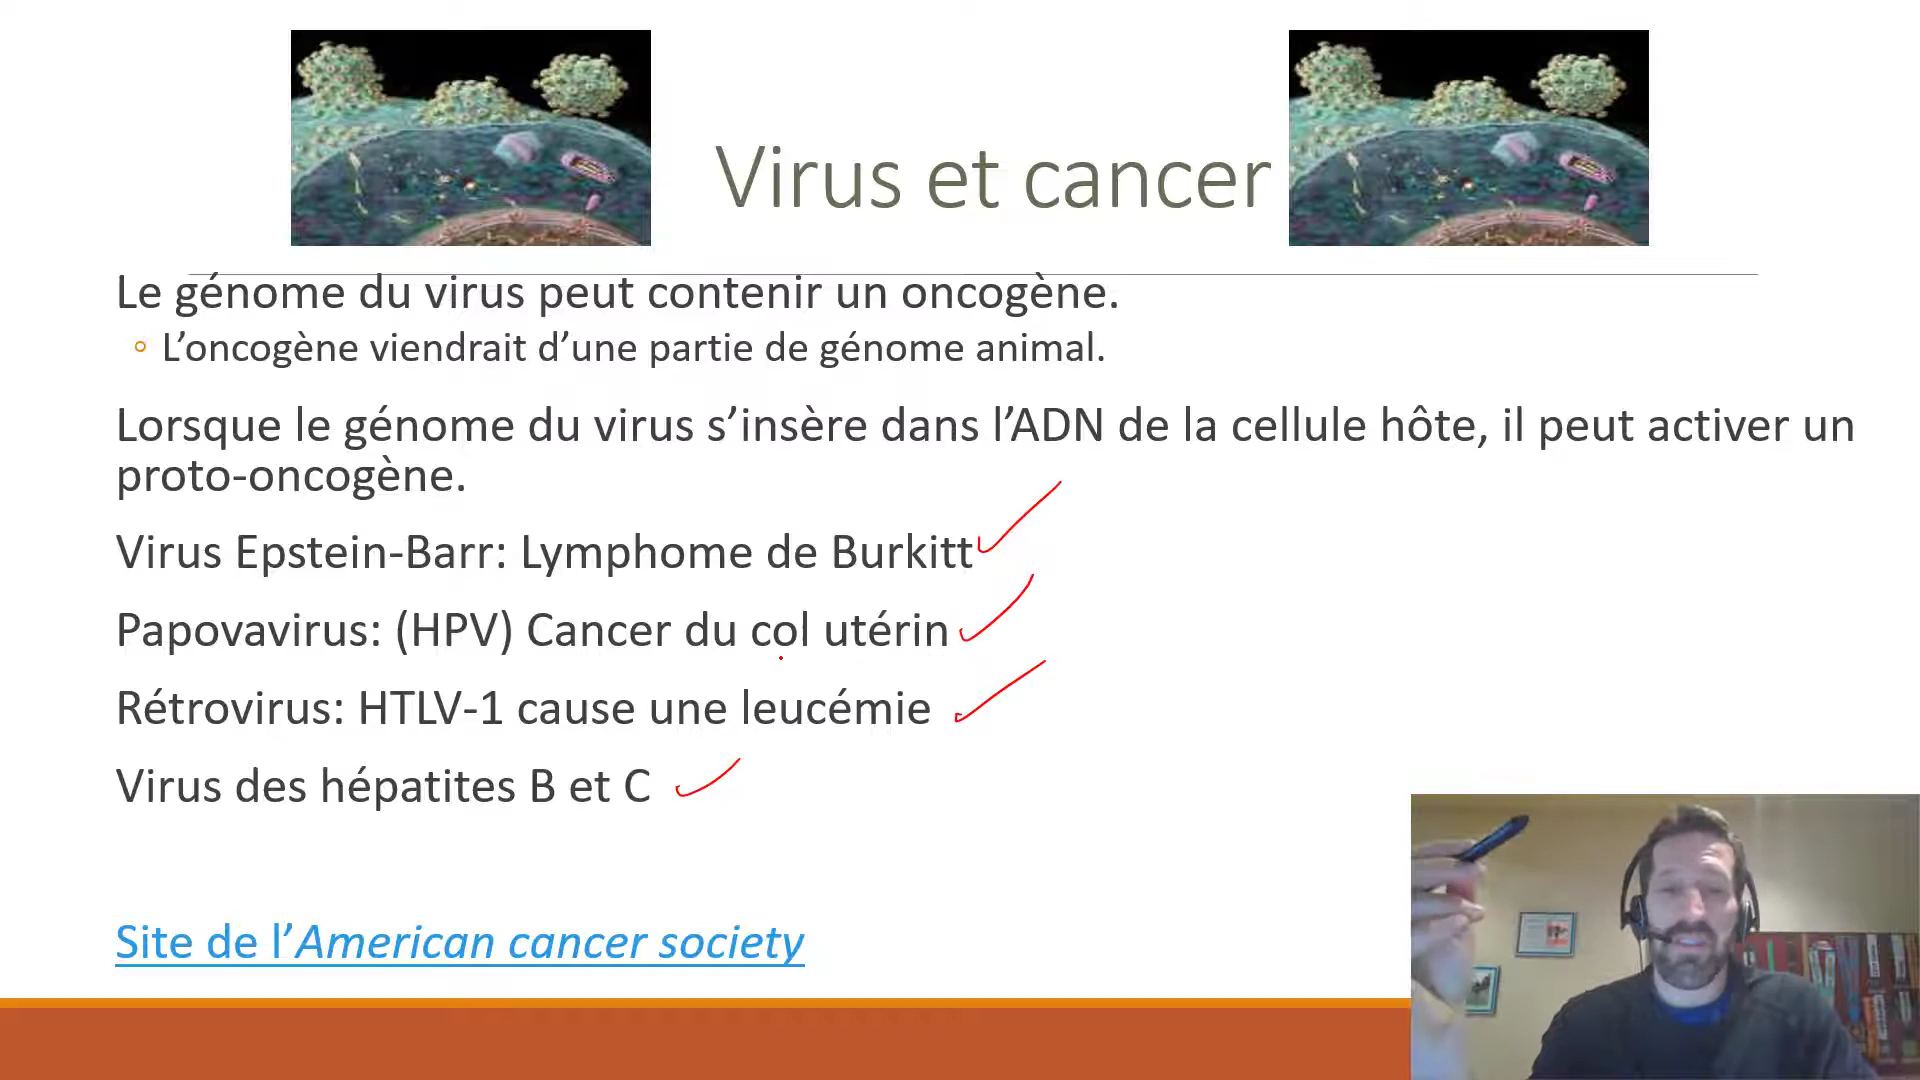 Virus et cancer
Le génome du virus peut contenir un oncogène.
L’oncogène viendrait d’une partie de génome animal.
Lorsque le génome du virus s’insère dans l’ADN de la cellule hôte, il peut activer un
proto-oncogène.
Virus Epstein-Barr: Lymphome de Burkitt
Papovavirus: (HPV) Cancer du col utérin
Rétrovirus: HTLV-1 cause une leucémie
Virus des hépatites B et C
Site de l’American cancer society